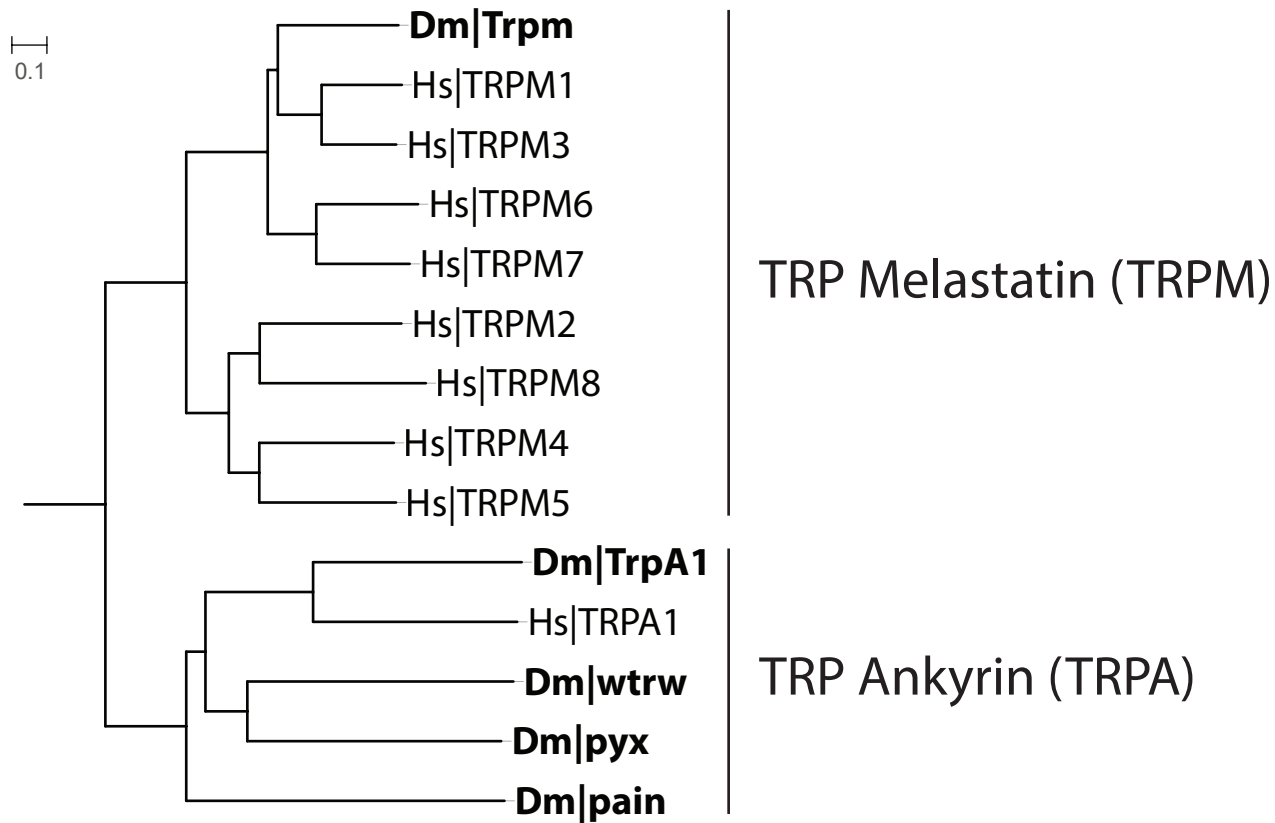 Dm|Trpm
0.1
Hs|TRPM1
Hs|TRPM3
Hs|TRPM6
Hs|TRPM7
TRP Melastatin (TRPM)
Hs|TRPM2
Hs|TRPM8
Hs|TRPM4
Hs|TRPM5
Dm|TrpA1
Hs|TRPA1
Dm|wtrw
TRP Ankyrin (TRPA)
Dm|pyx
Dm|pain